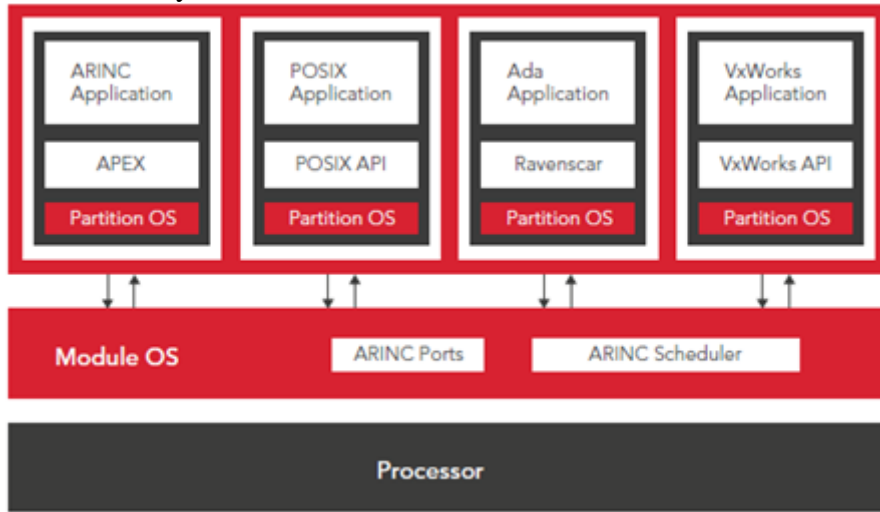 ARINC
Application
APEX
Partition OS
POSIX
Application
POSIX API
Partition OS
Ada
Application
Ravenscar
Partition OS
VxWorks
Application
VxWorks API
Partition OS
Module OS
ARINC Ports
ARINC Scheduler
Processor